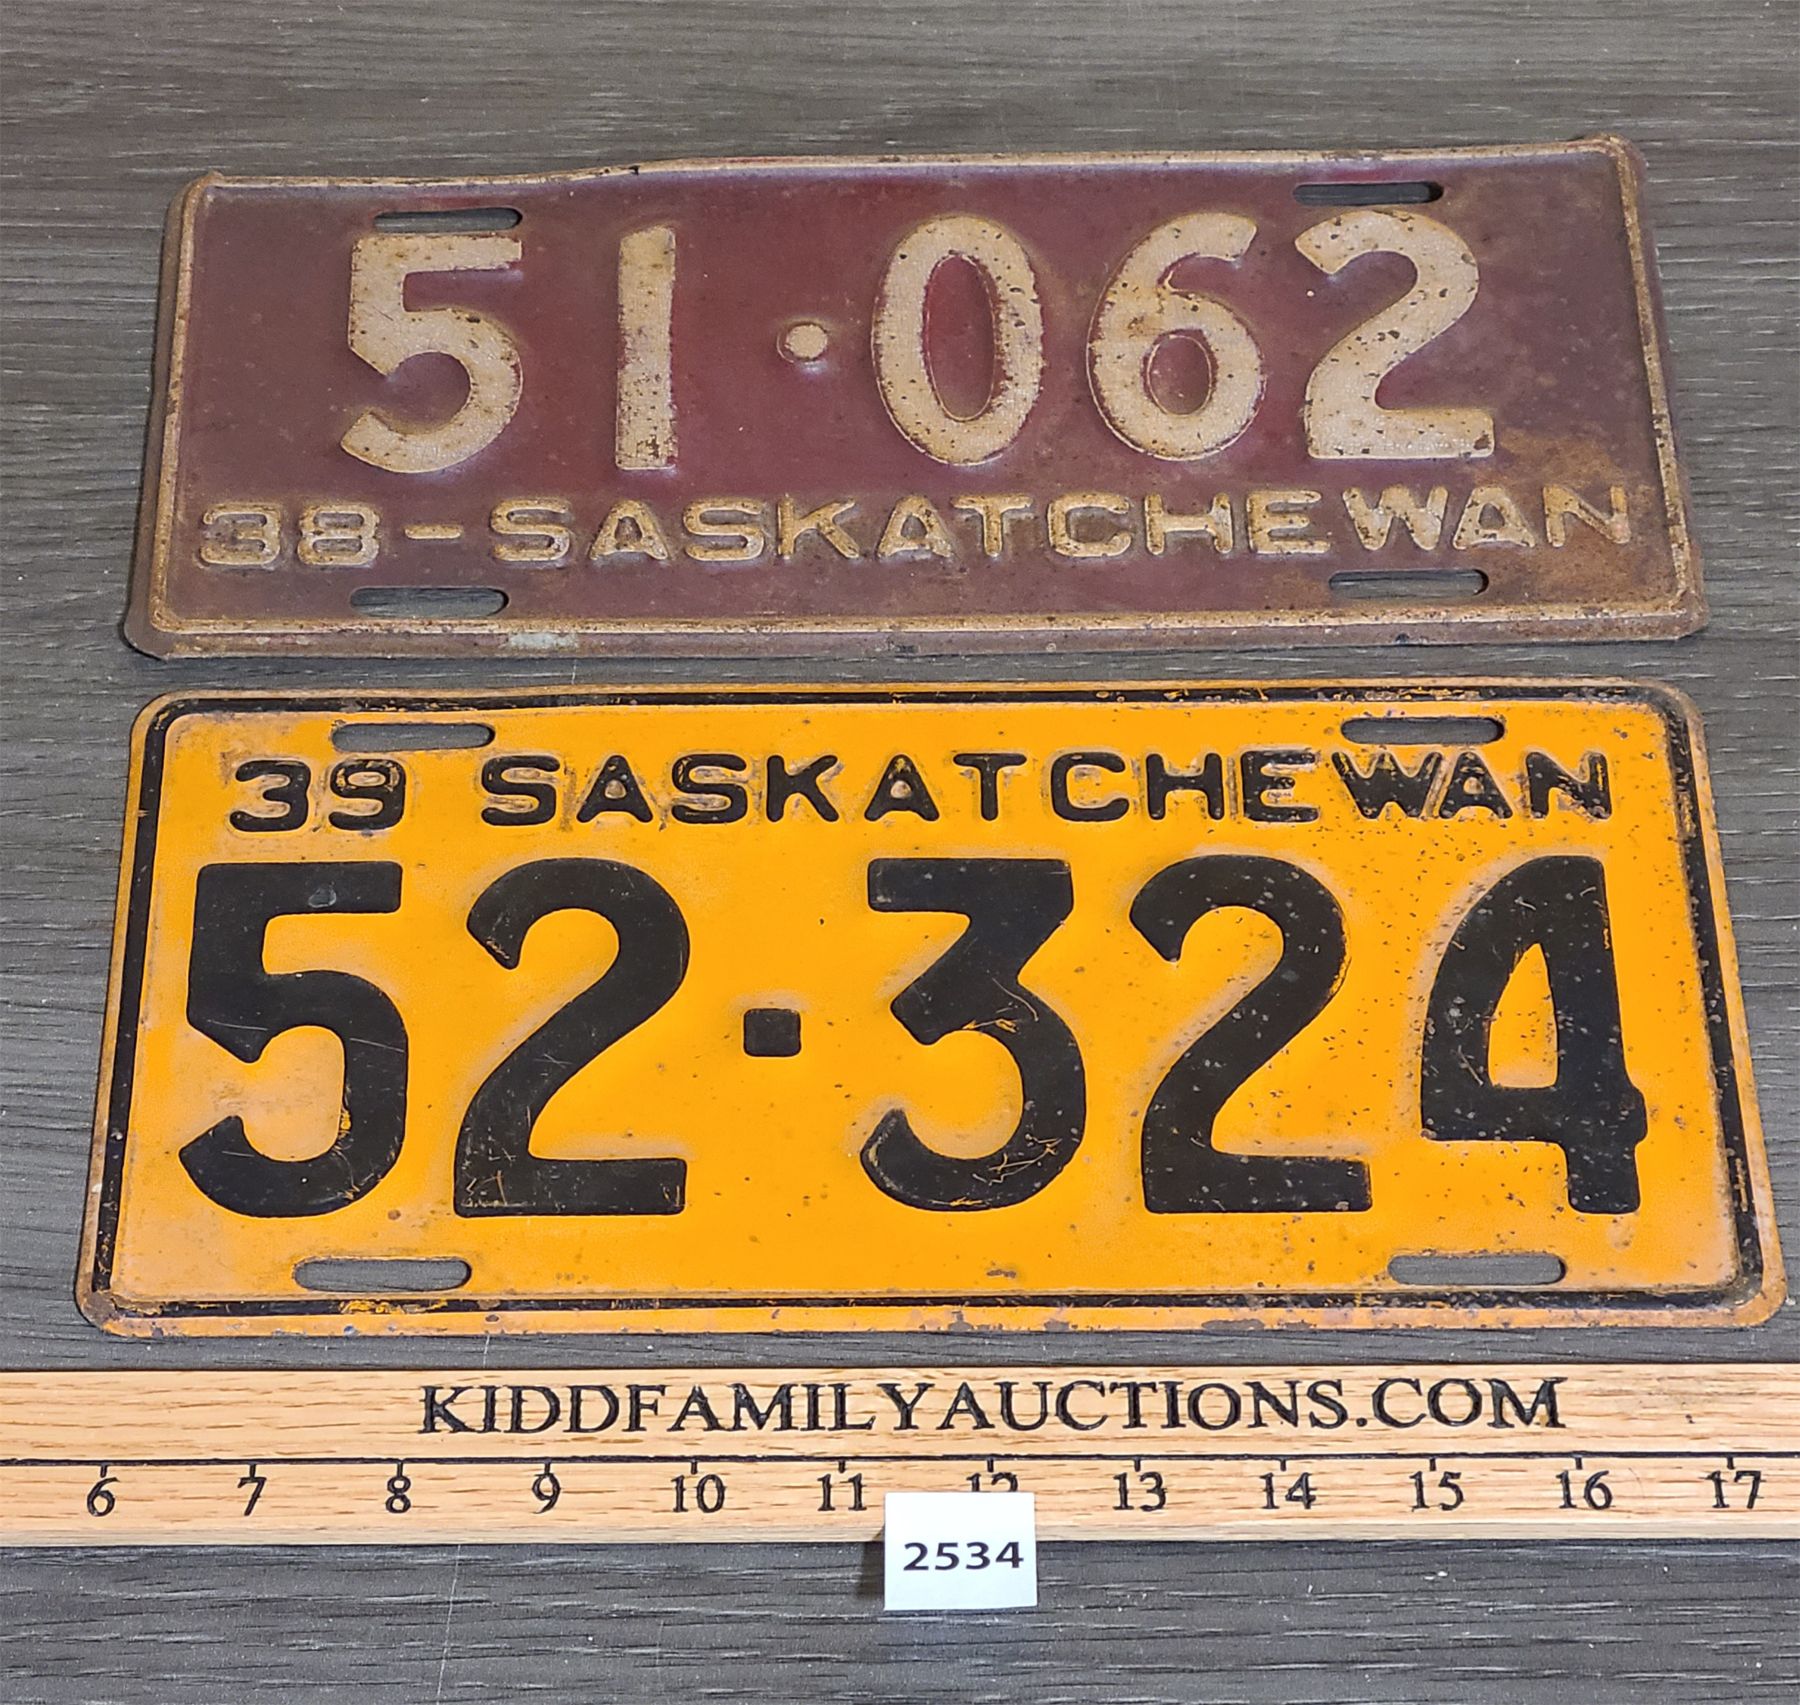 51·062
38-SASKATCHEWAN
39 SASKATCHEWAN
52·324
KIDDFAMILYAUCTIONS.COM
6 7 8 9 10 11 12 13 14 15 16 17
2534